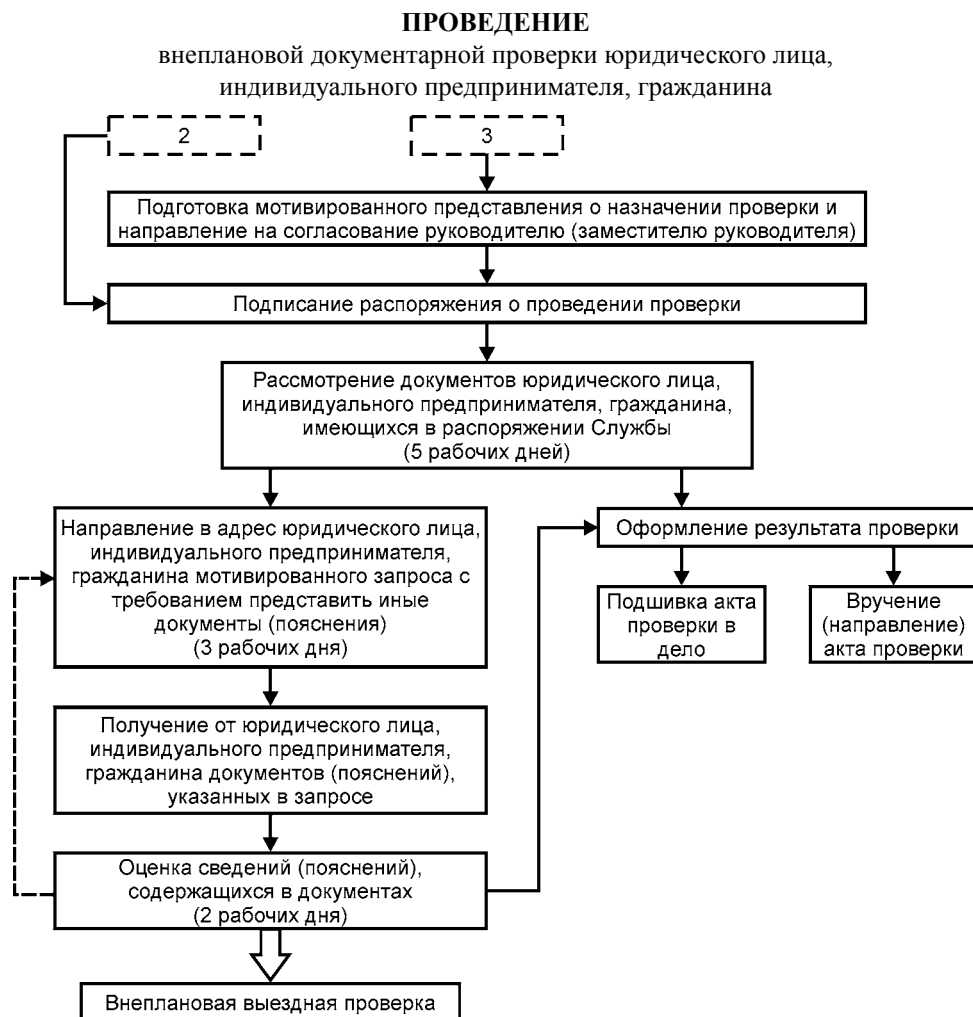 ПРОВЕДЕНИЕ
внеплановой документарной проверки юридического лица,
индивидуального предпринимателя, гражданина
2
3
Подготовка мотивированного представления о назначении проверки и
направление на согласование руководителю (заместителю руководителя)
Подписание распоряжения о проведении проверки
Рассмотрение документов юридического лица,
индивидуального предпринимателя, гражданина,
имеющихся в распоряжении Службы
(5 рабочих дней)
Направление в адрес юридического лица,
индивидуального предпринимателя,
гражданина мотивированного запроса с
требованием представить иные
документы (пояснения)
(3 рабочих дня)
Оформление результата проверки
Подшивка акта
проверки в
дело
Вручение
(направление)
акта проверки
Получение от юридического лица,
индивидуального предпринимателя,
гражданина документов (пояснений),
указанных в запросе
Оценка сведений (пояснений),
содержащихся в документах
(2 рабочих дня)
Внеплановая выездная проверка